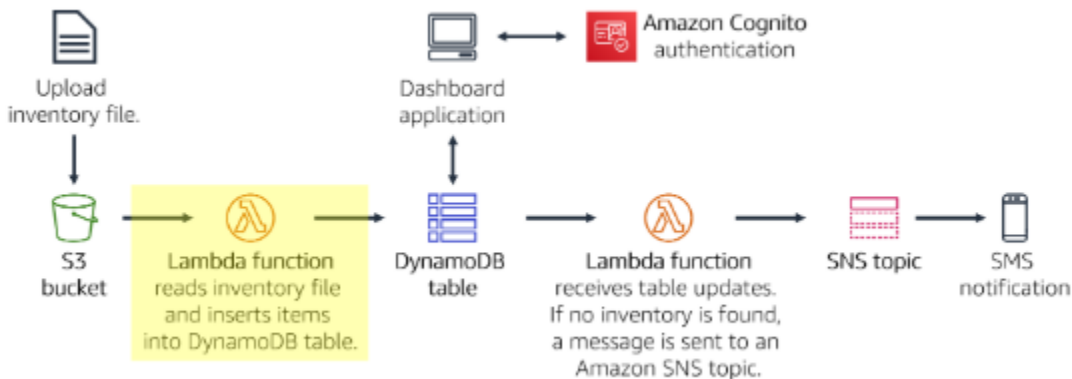 Upload
inventory file.
Dashboard
application
Amazon Cognito
authentication
S3
bucket
Lambda function
reads inventory file
and inserts items
into DynamoDB table.
DynamoDB
table
Lambda function
receives table updates.
If no inventory is found,
a message is sent to an
Amazon SNS topic.
SNS topic
SMS
notification